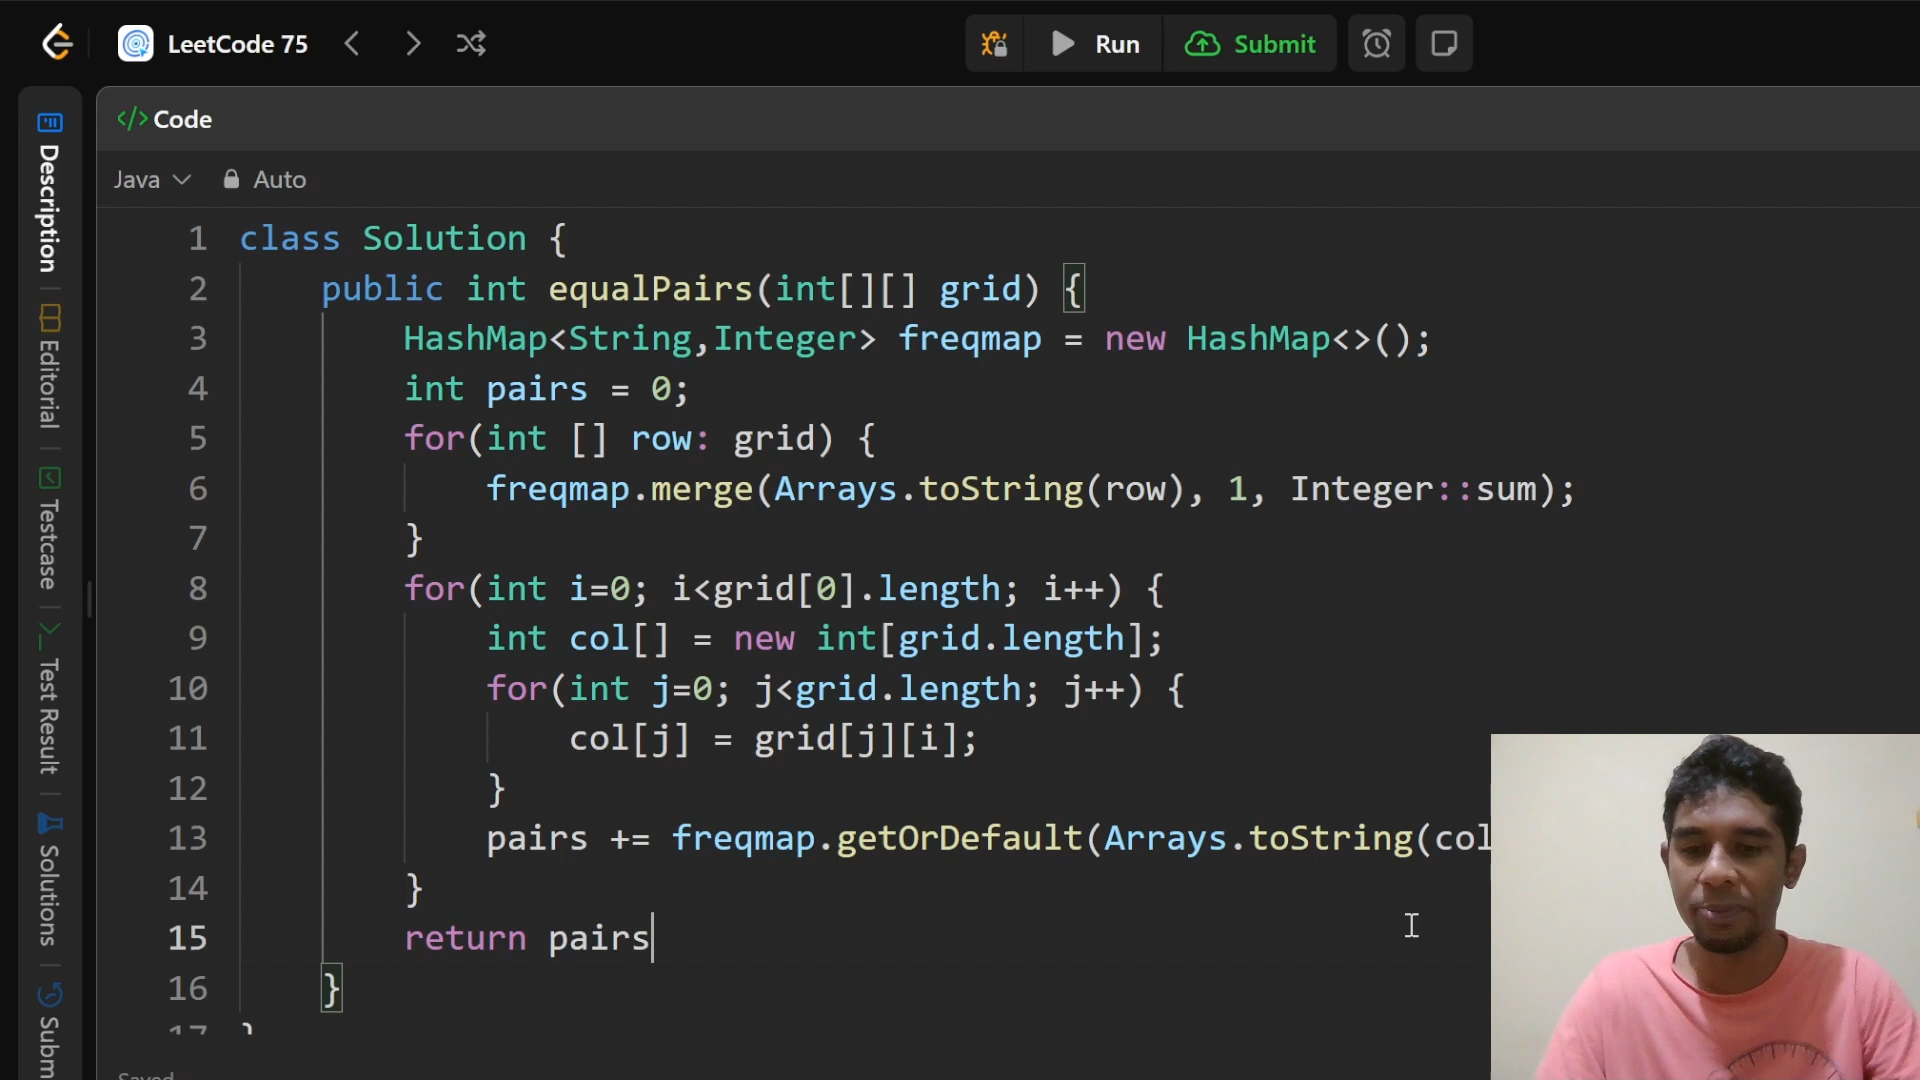 LeetCode 75
Run
Submit
Description
Editorial
Testcase
Test Result
Solutions
Subm
</> Code
Java
Auto
1 class Solution {
2 public int equalPairs(int[][] grid) {
3 HashMap<String,Integer> freqmap = new HashMap<>();
4 int pairs = 0;
5 for(int [] row: grid) {
6 freqmap.merge(Arrays.toString(row), 1, Integer::sum);
7 }
8 for(int i=0; i<grid[0].length; i++) {
9 int col[] = new int[grid.length];
10 for(int j=0; j<grid.length; j++) {
11 col[j] = grid[j][i];
12 }
13 pairs += freqmap.getOrDefault(Arrays.toString(col
14 }
15 return pairs
16 }
17 }
Saved